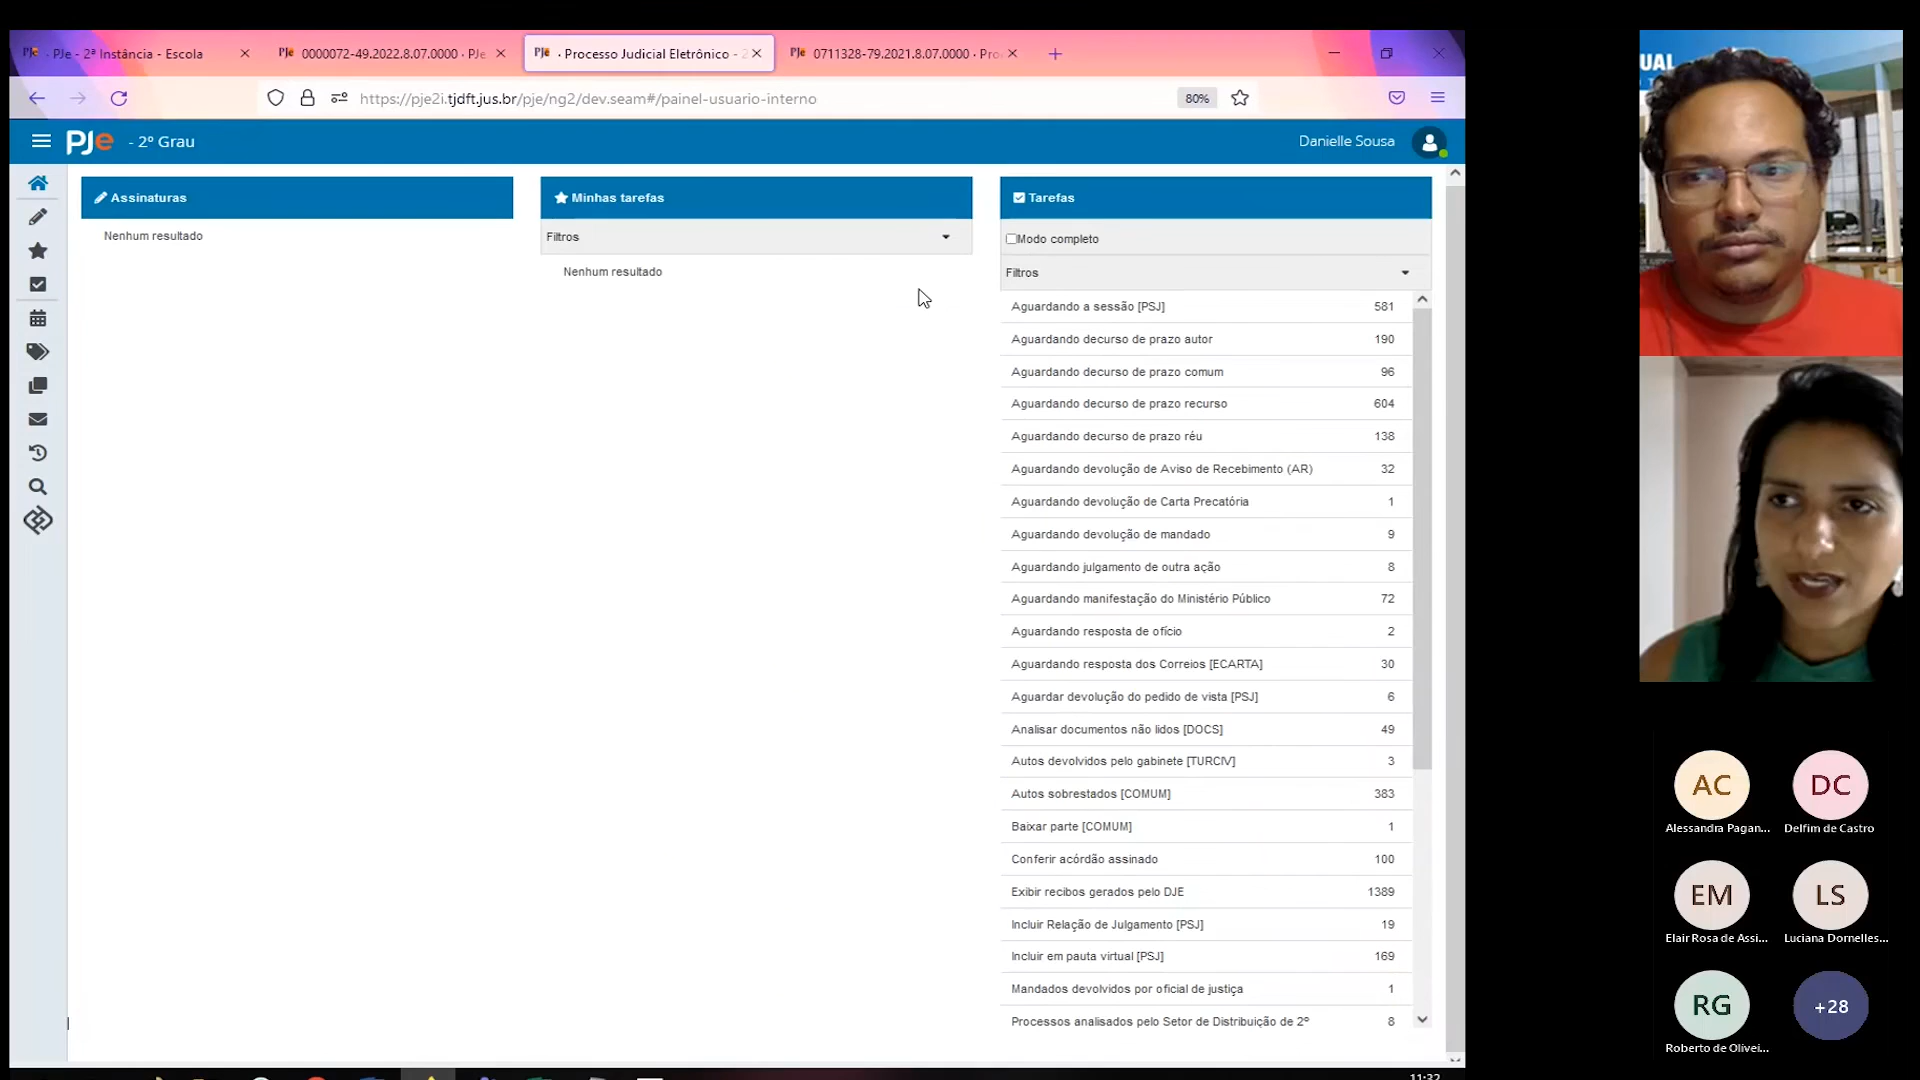 PJe - 2ª Instância - Escola
0000072-49.2022.8.07.0000 · PJe
· Processo Judicial Eletrônico - 2
0711328-79.2021.8.07.0000 · Pro
https://pje2i.tjdft.jus.br/pje/ng2/dev.seam#/painel-usuario-interno
80%
PJe - 2º Grau
Danielle Sousa
Assinaturas
Nenhum resultado
Minhas tarefas
Filtros
Nenhum resultado
Tarefas
Modo completo
Filtros
Aguardando a sessão [PSJ] 581
Aguardando decurso de prazo autor 190
Aguardando decurso de prazo comum 96
Aguardando decurso de prazo recurso 604
Aguardando decurso de prazo réu 138
Aguardando devolução de Aviso de Recebimento (AR) 32
Aguardando devolução de Carta Precatória 1
Aguardando devolução de mandado 9
Aguardando julgamento de outra ação 8
Aguardando manifestação do Ministério Público 72
Aguardando resposta de ofício 2
Aguardando resposta dos Correios [ECARTA] 30
Aguardar devolução do pedido de vista [PSJ] 6
Analisar documentos não lidos [DOCS] 49
Autos devolvidos pelo gabinete [TURCIV] 3
Autos sobrestados [COMUM] 383
Baixar parte [COMUM] 1
Conferir acórdão assinado 100
Exibir recibos gerados pelo DJE 1389
Incluir Relação de Julgamento [PSJ] 19
Incluir em pauta virtual [PSJ] 169
Mandados devolvidos por oficial de justiça 1
Processos analisados pelo Setor de Distribuição de 2º 8
11:32
UAL
AC
Alessandra Pagan...
DC
Delfim de Castro
EM
Elair Rosa de Assi...
LS
Luciana Dornelles...
RG
Roberto de Olivei...
+28